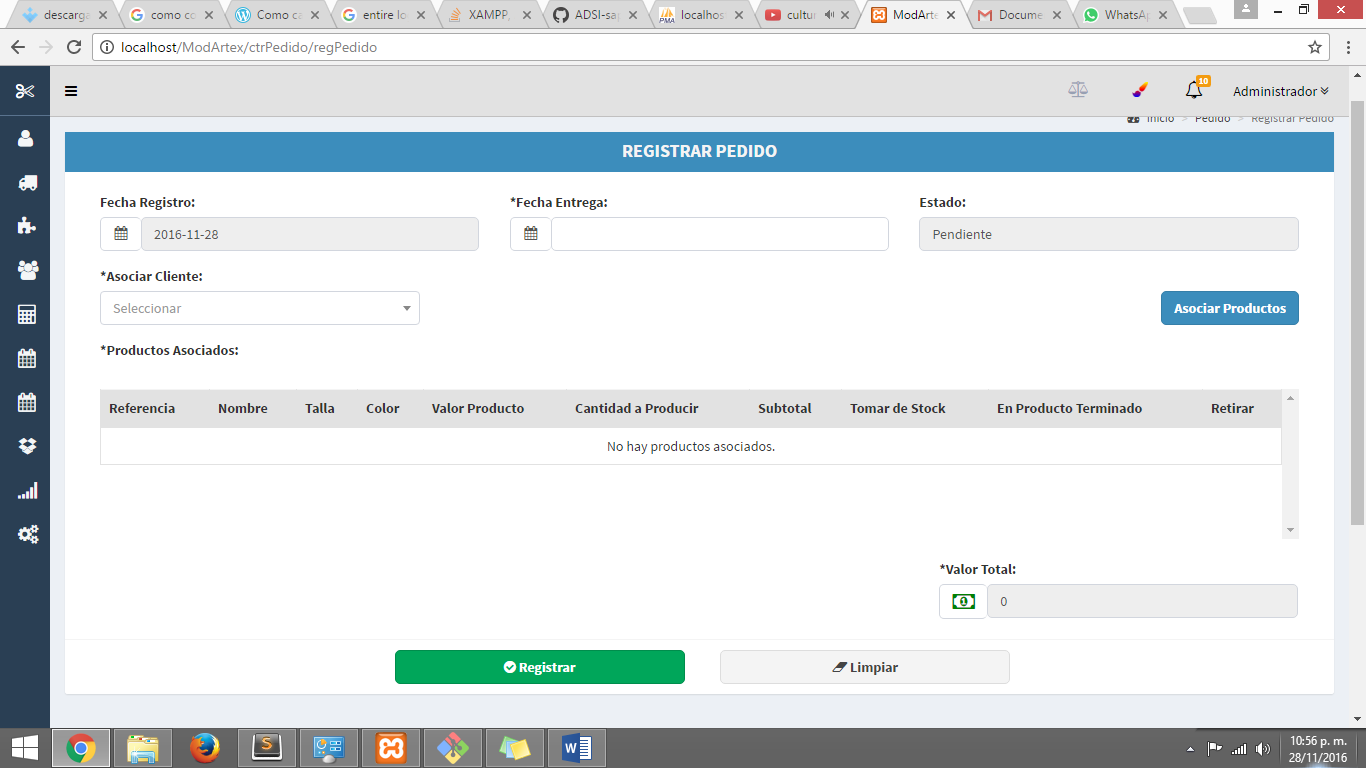 descarga
como co
Como ca
entire lo
XAMPP,
ADSI-sa
localhos
cultur
ModArte
Docume
WhatsAp
localhost/ModArtex/ctrPedido/regPedido
10
Administrador
Inicio > Pedido > Registrar Pedido
REGISTRAR PEDIDO
Fecha Registro:
*Fecha Entrega:
Estado:
2016-11-28
Pendiente
*Asociar Cliente:
Seleccionar
Asociar Productos
*Productos Asociados:
Referencia Nombre Talla Color Valor Producto Cantidad a Producir Subtotal Tomar de Stock En Producto Terminado Retirar
No hay productos asociados.
*Valor Total:
0
Registrar
Limpiar
10:56 p. m.
28/11/2016